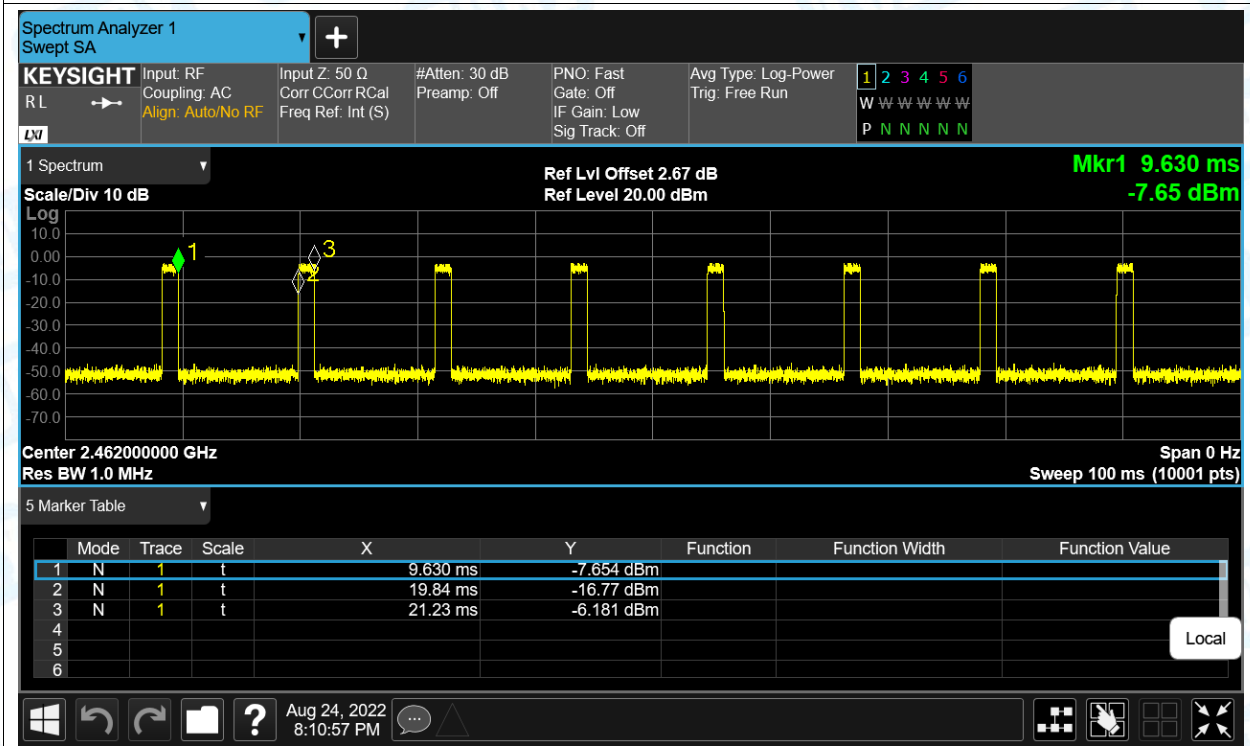 Spectrum Analyzer 1
Swept SA
KEYSIGHT
RL
LXI
Input: RF
Coupling: AC
Align: Auto/No RF
Input Z: 50 Ω
Corr CCorr RCal
Freq Ref: Int (S)
#Atten: 30 dB
Preamp: Off
PNO: Fast
Gate: Off
IF Gain: Low
Sig Track: Off
Avg Type: Log-Power
Trig: Free Run
1 2 3 4 5 6
W W W W W W
P N N N N N
1 Spectrum
Scale/Div 10 dB
Ref Lvl Offset 2.67 dB
Ref Level 20.00 dBm
Mkr1 9.630 ms
-7.65 dBm
Log
10.0
0.00
-10.0
-20.0
-30.0
-40.0
-50.0
-60.0
-70.0
1
2
3
Center 2.462000000 GHz
Res BW 1.0 MHz
Span 0 Hz
Sweep 100 ms (10001 pts)
5 Marker Table
Mode Trace Scale X Y Function Function Width Function Value
1 N 1 t 9.630 ms -7.654 dBm
2 N 1 t 19.84 ms -16.77 dBm
3 N 1 t 21.23 ms -6.181 dBm
4
5
6
Local
?
Aug 24, 2022
8:10:57 PM